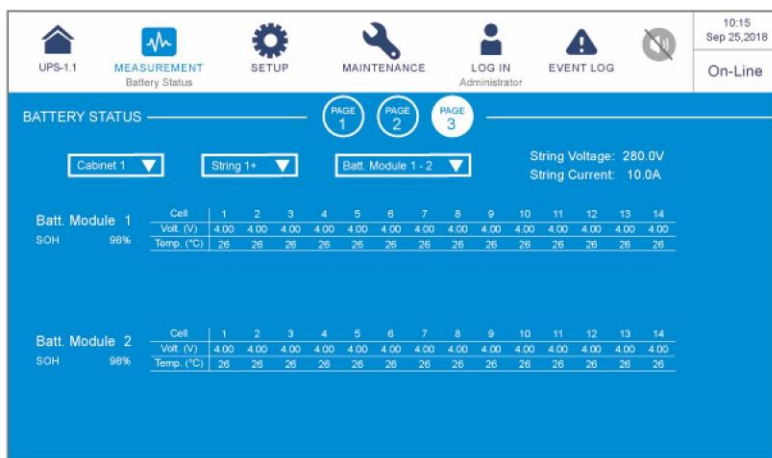 10:15
Sep 25,2018
UPS-1.1 MEASUREMENT SETUP MAINTENANCE LOG IN EVENT LOG
Battery Status Administrator
On-Line
BATTERY STATUS
PAGE 1 PAGE 2 PAGE 3
Cabinet 1 String 1+ Batt. Module 1 - 2
String Voltage: 280.0V
String Current: 10.0A
Batt. Module 1
SOH 98%
Cell 1 2 3 4 5 6 7 8 9 10 11 12 13 14
Volt. (V) 4.00 4.00 4.00 4.00 4.00 4.00 4.00 4.00 4.00 4.00 4.00 4.00 4.00 4.00
Temp. (°C) 26 26 26 26 26 26 26 26 26 26 26 26 26 26
Batt. Module 2
SOH 98%
Cell 1 2 3 4 5 6 7 8 9 10 11 12 13 14
Volt. (V) 4.00 4.00 4.00 4.00 4.00 4.00 4.00 4.00 4.00 4.00 4.00 4.00 4.00 4.00
Temp. (°C) 26 26 26 26 26 26 26 26 26 26 26 26 26 26